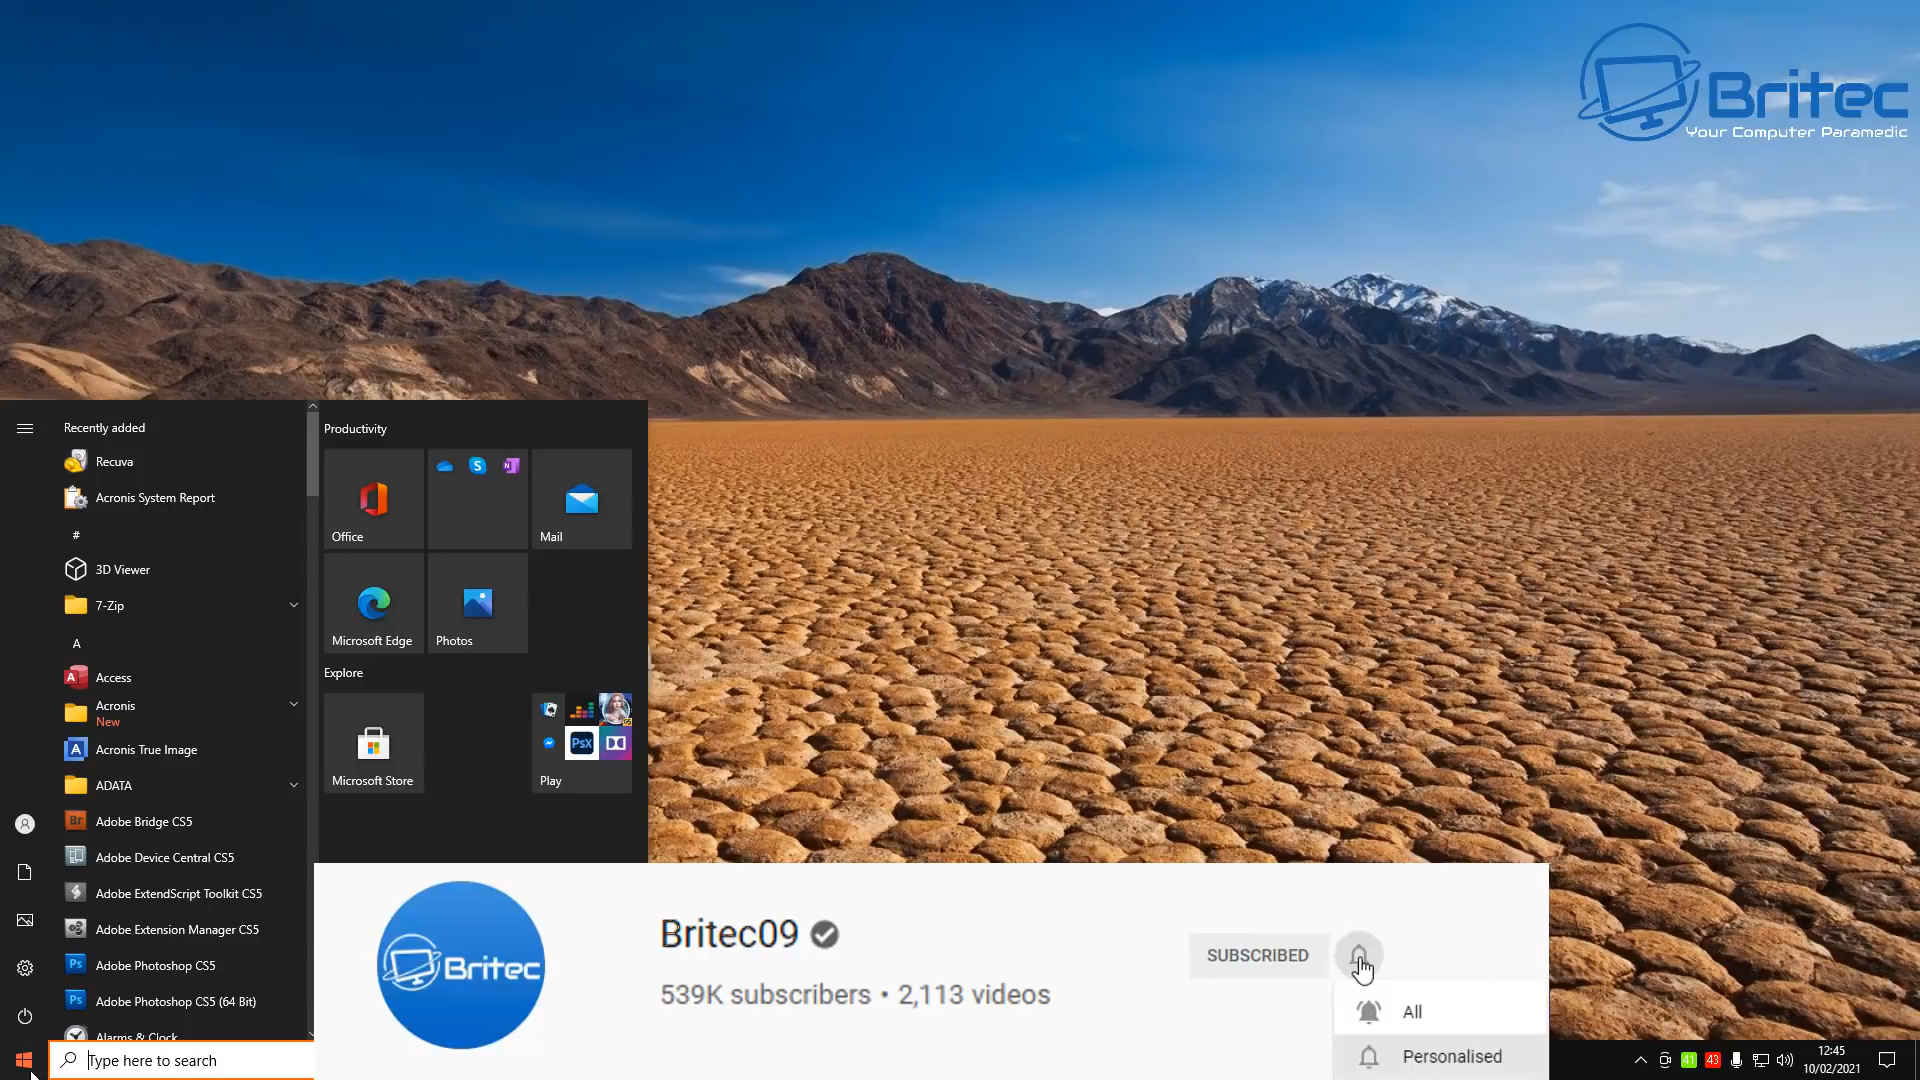 Britec
Your Computer Paramedic
Recently added
Recuva
Acronis System Report
#
3D Viewer
7-Zip
A
Access
Acronis
New
Acronis True Image
ADATA
Adobe Bridge CS5
Adobe Device Central CS5
Adobe ExtendScript Toolkit CS5
Adobe Extension Manager CS5
Adobe Photoshop CS5
Adobe Photoshop CS5 (64 Bit)
Alarms & Clock
Type here to search
Productivity
Office
Mail
Microsoft Edge
Photos
Explore
Microsoft Store
Play
Britec
Britec09
539K subscribers • 2,113 videos
SUBSCRIBED
All
Personalised
41 43
12:45
10/02/2021